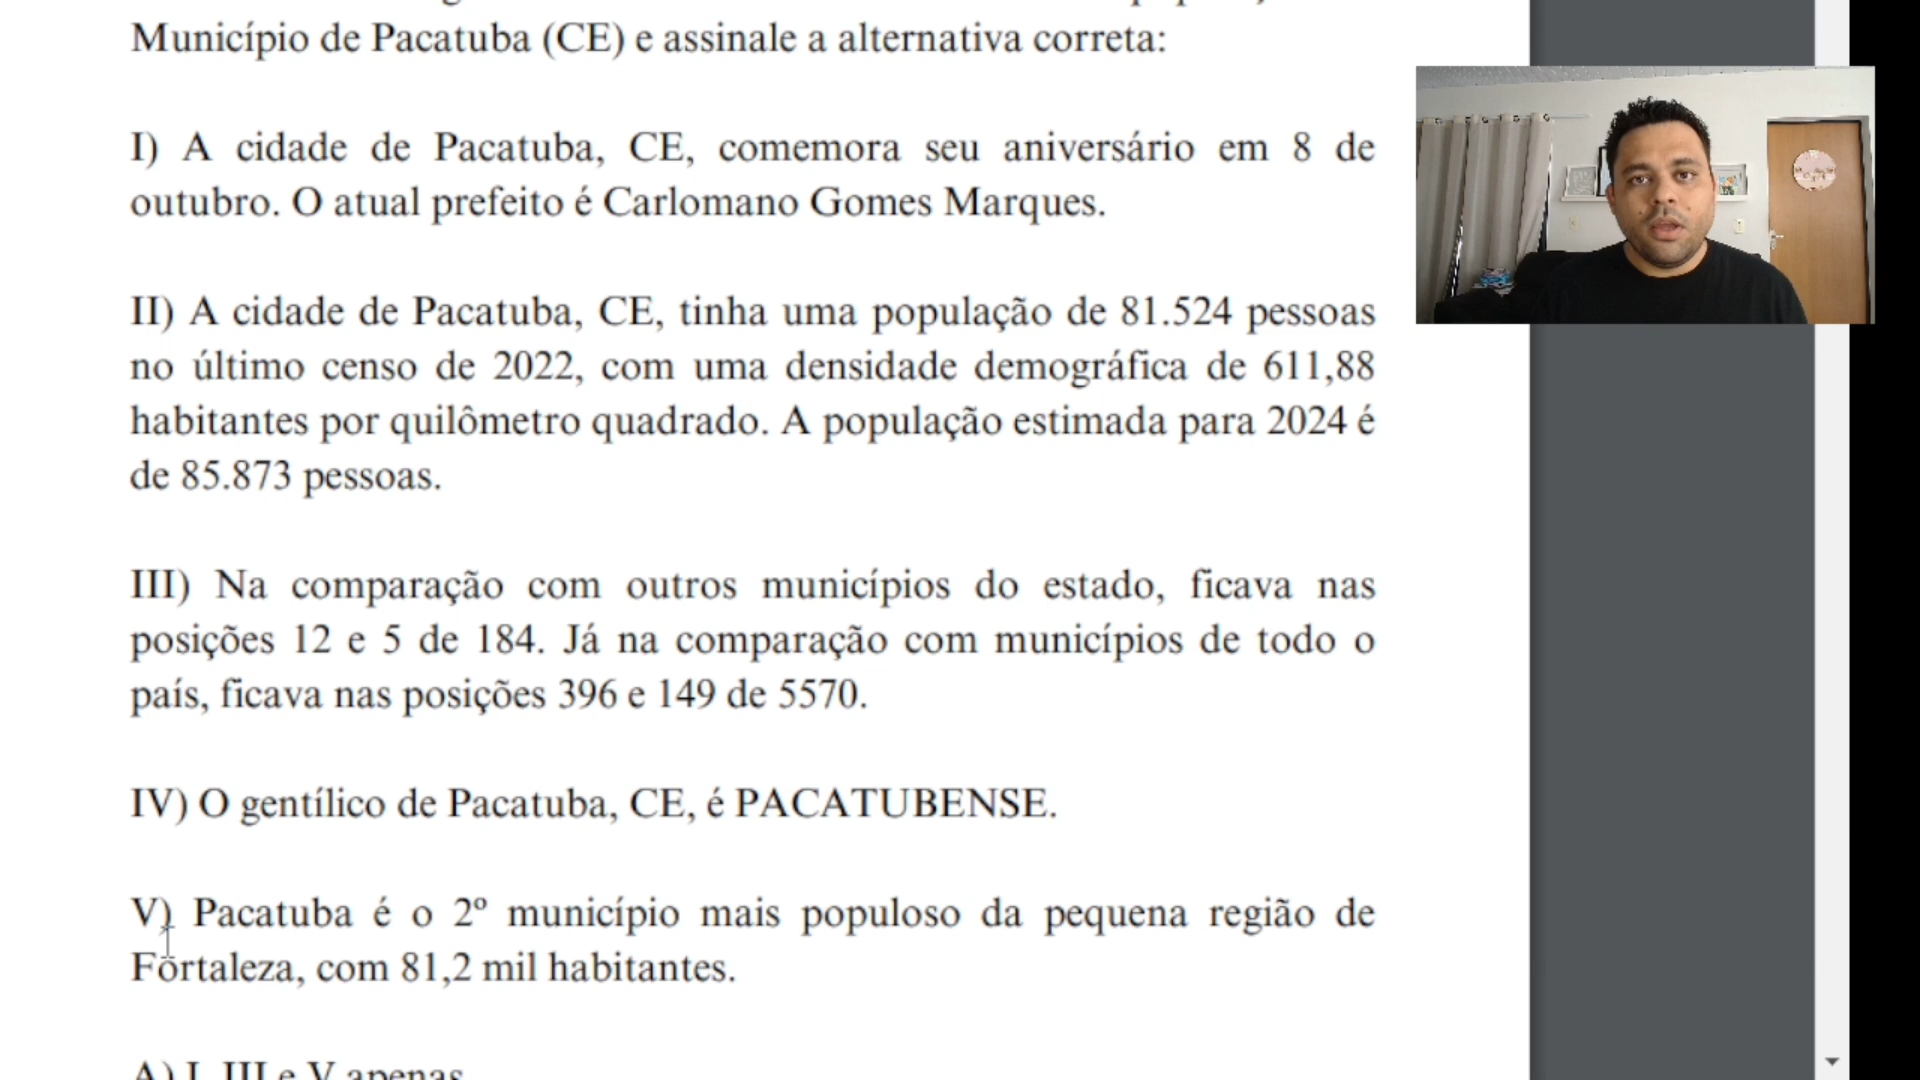 Município de Pacatuba (CE) e assinale a alternativa correta:
I) A cidade de Pacatuba, CE, comemora seu aniversário em 8 de
outubro. O atual prefeito é Carlomano Gomes Marques.
II) A cidade de Pacatuba, CE, tinha uma população de 81.524 pessoas
no último censo de 2022, com uma densidade demográfica de 611,88
habitantes por quilômetro quadrado. A população estimada para 2024 é
de 85.873 pessoas.
III) Na comparação com outros municípios do estado, ficava nas
posições 12 e 5 de 184. Já na comparação com municípios de todo o
país, ficava nas posições 396 e 149 de 5570.
IV) O gentílico de Pacatuba, CE, é PACATUBENSE.
V) Pacatuba é o 2º município mais populoso da pequena região de
Fortaleza, com 81,2 mil habitantes.
A) I, III e V apenas